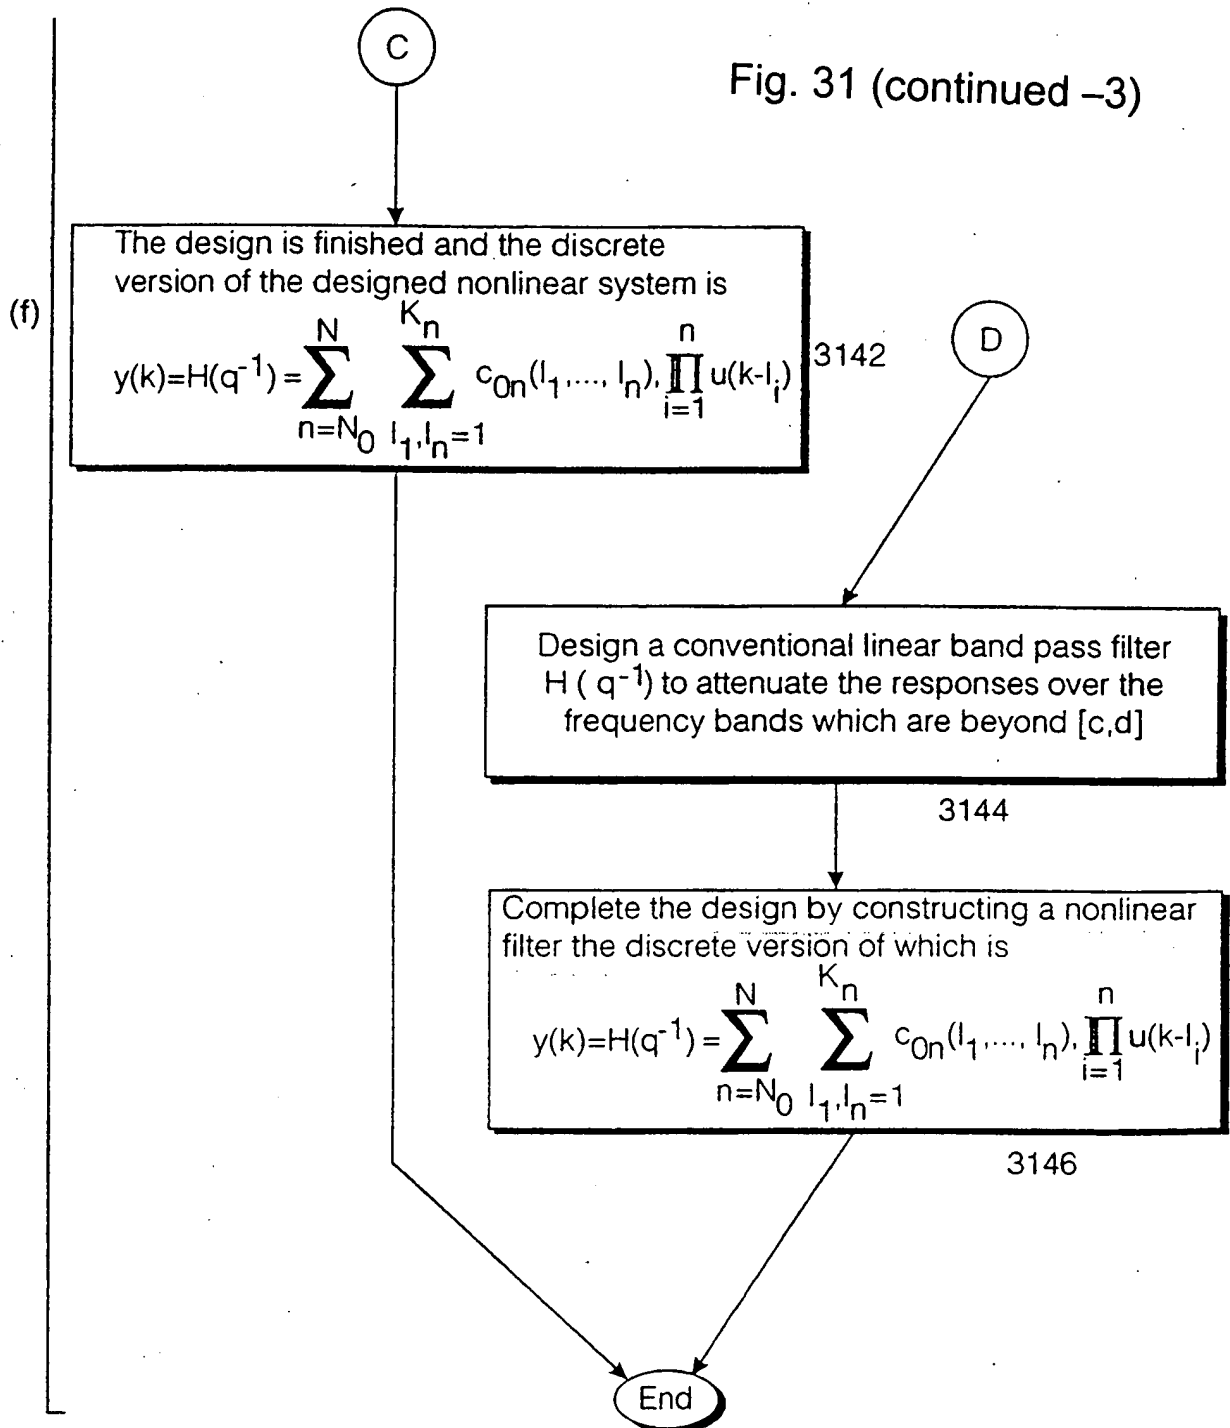 C
Fig. 31 (continued –3)
The design is finished and the discrete
version of the designed nonlinear system is
(f)
y(k)=H(q⁻¹) = ∑_{n=N₀}^{N} ∑_{l₁,lₙ=1}^{Kₙ} c₀ₙ(l₁,..., lₙ), ∏_{i=1}^{n} u(k-lᵢ)
3142
D
Design a conventional linear band pass filter
H ( q⁻¹) to attenuate the responses over the
frequency bands which are beyond [c,d]
3144
Complete the design by constructing a nonlinear
filter the discrete version of which is
y(k)=H(q⁻¹) = ∑_{n=N₀}^{N} ∑_{l₁,lₙ=1}^{Kₙ} c₀ₙ(l₁,..., lₙ), ∏_{i=1}^{n} u(k-lᵢ)
3146
End